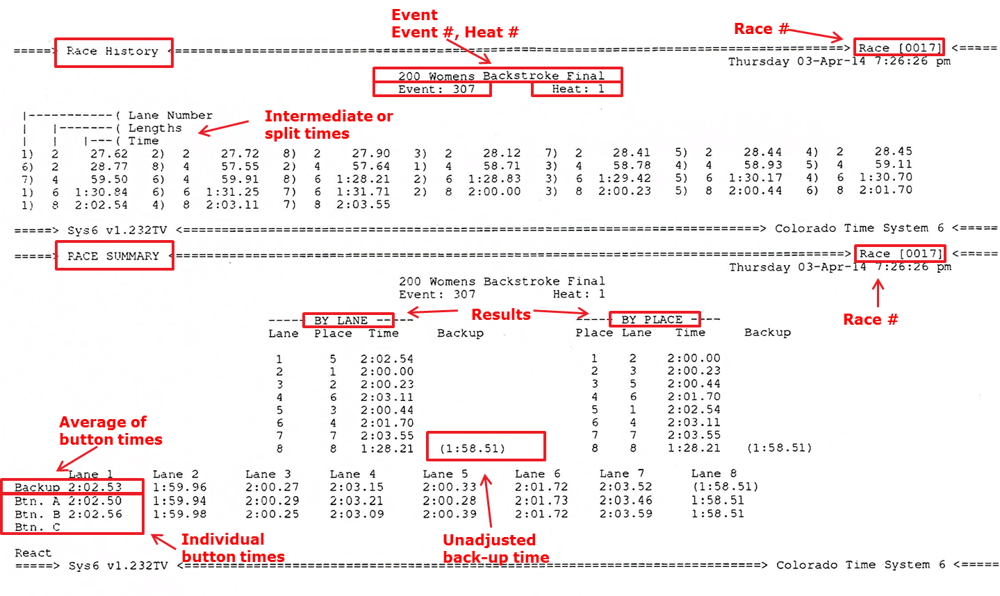 Event
Event #, Heat #
Race #
=====> Race History <====================================================================================================> Race [0017] <=====
Thursday 03-Apr-14 7:26:26 pm
200 Womens Backstroke Final
Event: 307 Heat: 1
|-----------( Lane Number
| |-------( Lengths
| | |---( Time
Intermediate or
split times
1) 2 27.62 2) 2 27.72 8) 2 27.90 3) 2 28.12 7) 2 28.41 5) 2 28.44 4) 2 28.45
6) 2 28.77 8) 4 57.55 2) 4 57.64 1) 4 58.71 3) 4 58.78 4) 4 58.93 5) 4 59.11
7) 4 59.50 6) 4 59.91 8) 6 1:28.21 2) 6 1:28.83 3) 6 1:29.42 5) 6 1:30.17 4) 6 1:30.70
1) 6 1:30.84 6) 6 1:31.25 7) 6 1:31.71 2) 8 2:00.00 3) 8 2:00.23 5) 8 2:00.44 6) 8 2:01.70
1) 8 2:02.54 4) 8 2:03.11 7) 8 2:03.55
=====> Sys6 v1.232TV <=========================================================================================> Colorado Time System 6 <=====
=====> RACE SUMMARY <====================================================================================================> Race [0017] <=====
Thursday 03-Apr-14 7:26:26 pm
200 Womens Backstroke Final
Event: 307 Heat: 1
Results
Race #
----- BY LANE ----- ----- BY PLACE -----
Lane Place Time Backup Place Lane Time Backup
1 5 2:02.54 1 2 2:00.00
2 1 2:00.00 2 3 2:00.23
3 2 2:00.23 3 5 2:00.44
4 6 2:03.11 4 6 2:01.70
5 3 2:00.44 5 1 2:02.54
6 4 2:01.70 6 4 2:03.11
7 7 2:03.55 7 7 2:03.55
8 8 1:28.21 (1:58.51) 8 8 1:28.21 (1:58.51)
Average of
button times
Lane 1 Lane 2 Lane 3 Lane 4 Lane 5 Lane 6 Lane 7 Lane 8
Backup 2:02.53 1:59.96 2:00.27 2:03.15 2:00.33 2:01.72 2:03.52 (1:58.51)
Btn. A 2:02.50 1:59.94 2:00.29 2:03.21 2:00.28 2:01.73 2:03.46 1:58.51
Btn. B 2:02.56 1:59.98 2:00.25 2:03.09 2:00.39 2:01.72 2:03.59 1:58.51
Btn. C
Individual
button times
Unadjusted
back-up time
React
=====> Sys6 v1.232TV <=========================================================================================> Colorado Time System 6 <=====